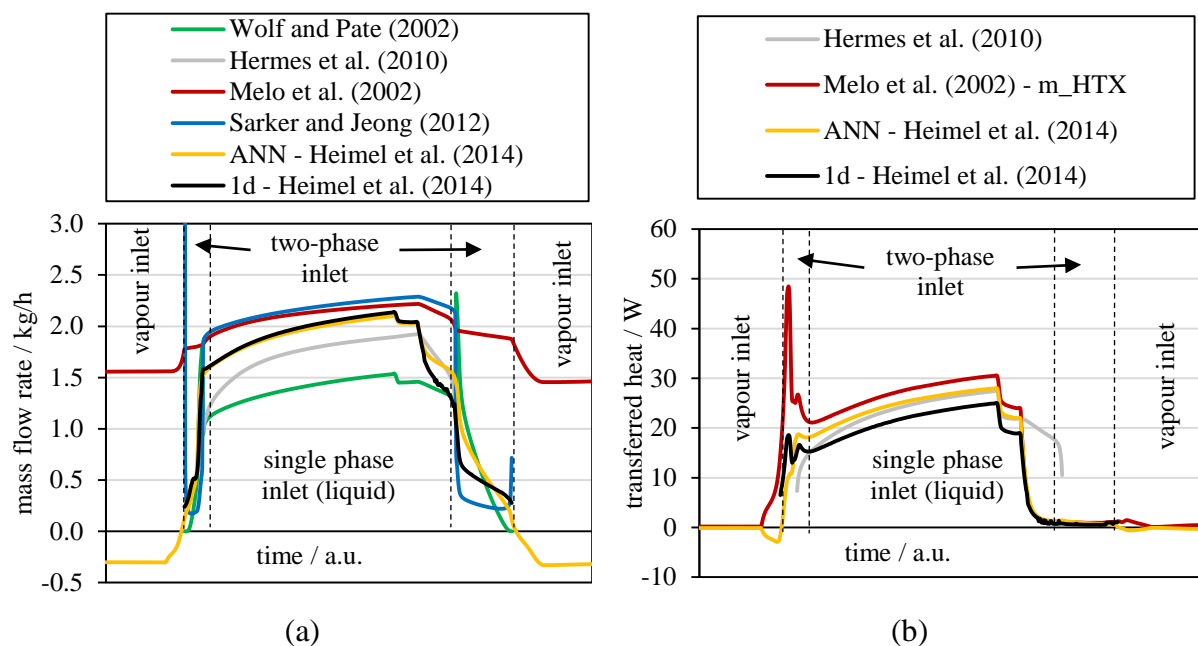 Wolf and Pate (2002)
Hermes et al. (2010)
Melo et al. (2002)
Sarker and Jeong (2012)
ANN - Heimel et al. (2014)
1d - Heimel et al. (2014)
mass flow rate / kg/h
3.0
2.5
2.0
1.5
1.0
0.5
0.0
-0.5
vapour inlet
two-phase
inlet
vapour inlet
single phase
inlet (liquid)
time / a.u.
(a)
Hermes et al. (2010)
Melo et al. (2002) - m_HTX
ANN - Heimel et al. (2014)
1d - Heimel et al. (2014)
transferred heat / W
60
50
40
30
20
10
0
-10
vapour inlet
two-phase
inlet
vapour inlet
single phase
inlet (liquid)
time / a.u.
(b)